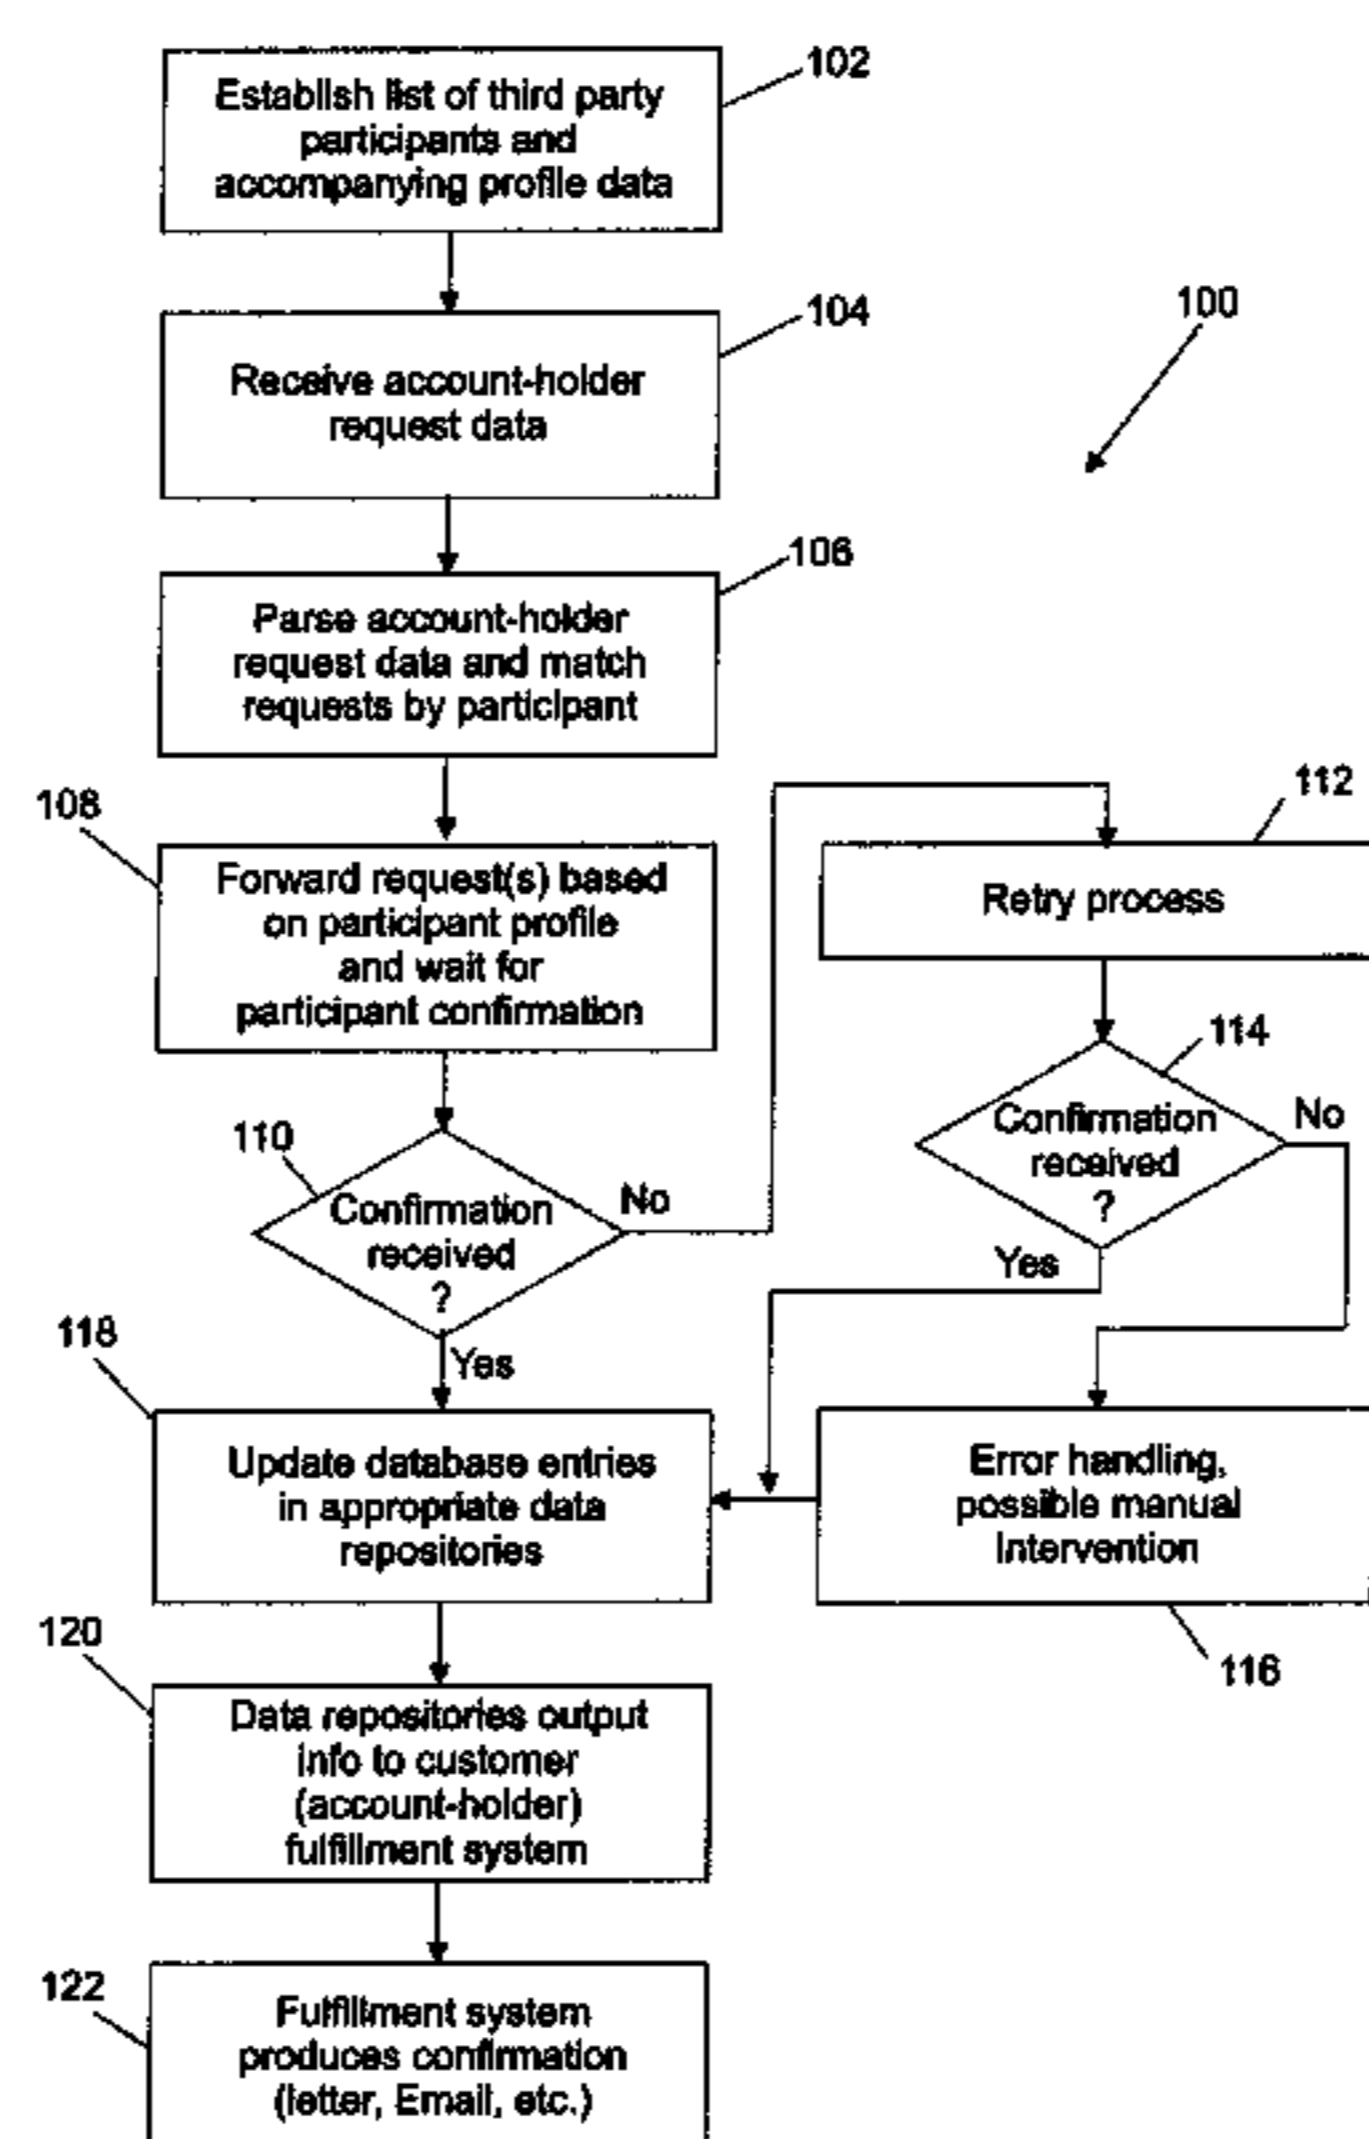 102
Establish list of third party
participants and
accompanying profile data
104
100
Receive account-holder
request data
106
Parse account-holder
request data and match
requests by participant
108
112
Forward request(s) based
on participant profile
and wait for
participant confirmation
Retry process
114
Confirmation
received
?
No
Yes
110
Confirmation
received
?
No
Yes
118
Update database entries
in appropriate data
repositories
Error handling,
possible manual
intervention
116
120
Data repositories output
info to customer
(account-holder)
fulfillment system
122
Fulfillment system
produces confirmation
(letter, Email, etc.)